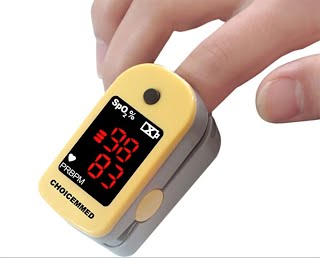 SpO2%
98
83
PRBPM
CHOICEMMED